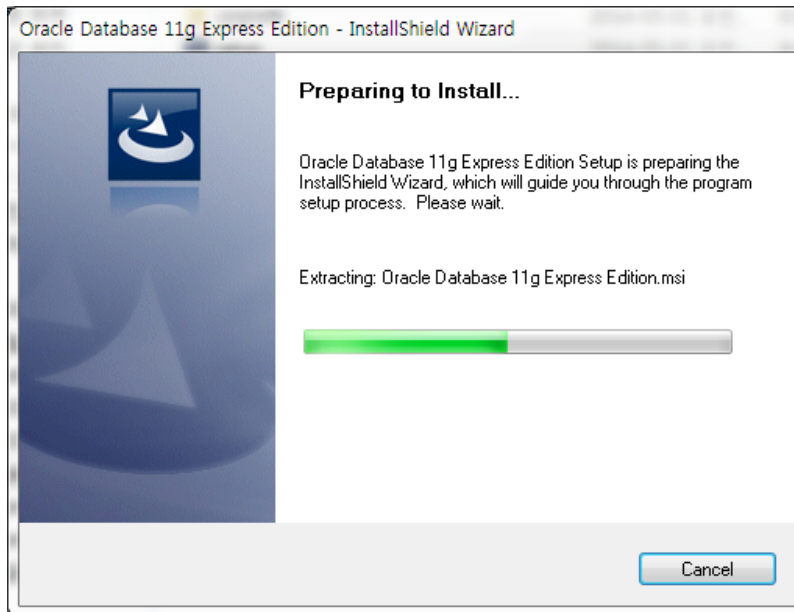 Oracle Database 11g Express Edition - InstallShield Wizard
Preparing to Install...
Oracle Database 11g Express Edition Setup is preparing the
InstallShield Wizard, which will guide you through the program
setup process.  Please wait.
Extracting: Oracle Database 11g Express Edition.msi
Cancel